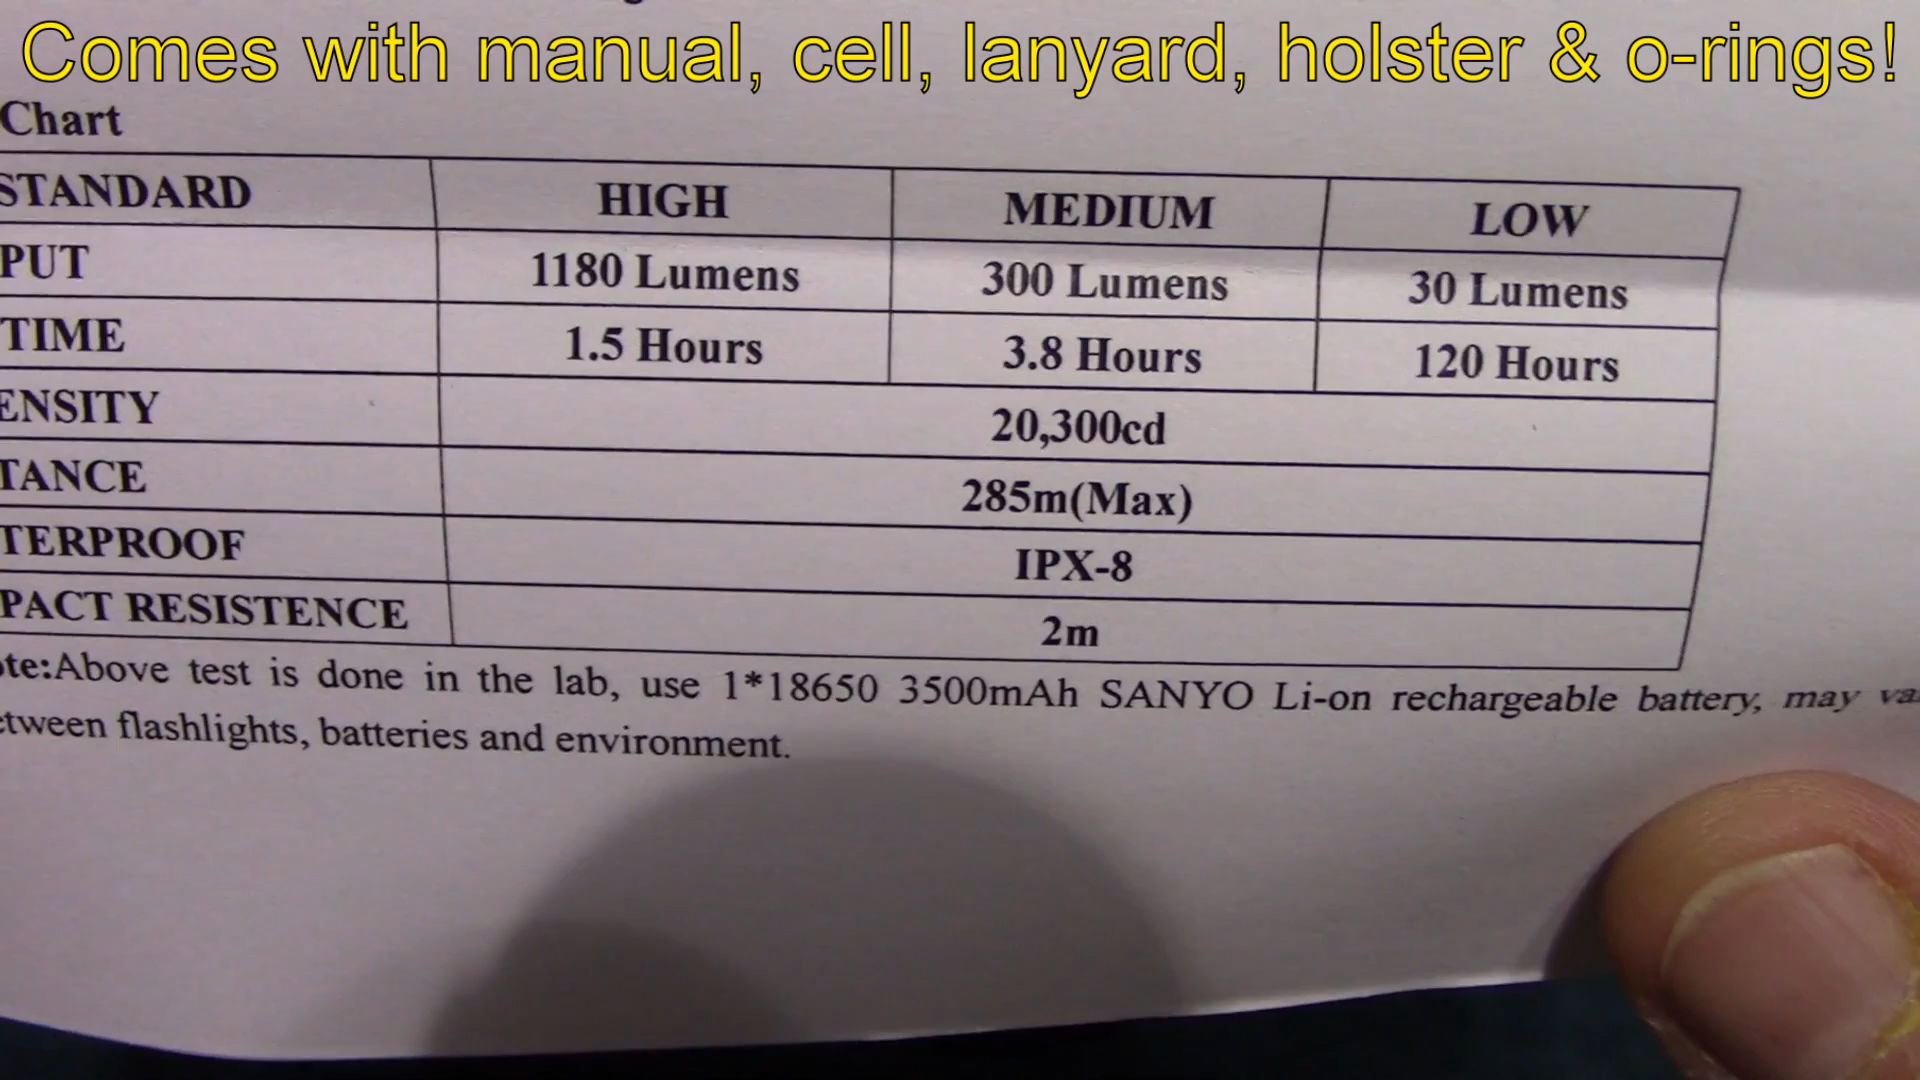 Comes with manual, cell, lanyard, holster & o-rings!
Chart
STANDARD HIGH MEDIUM LOW
PUT 1180 Lumens 300 Lumens 30 Lumens
TIME 1.5 Hours 3.8 Hours 120 Hours
ENSITY 20,300cd
TANCE 285m(Max)
TERPROOF IPX-8
PACT RESISTENCE 2m
te:Above test is done in the lab, use 1*18650 3500mAh SANYO Li-on rechargeable battery, may va
tween flashlights, batteries and environment.